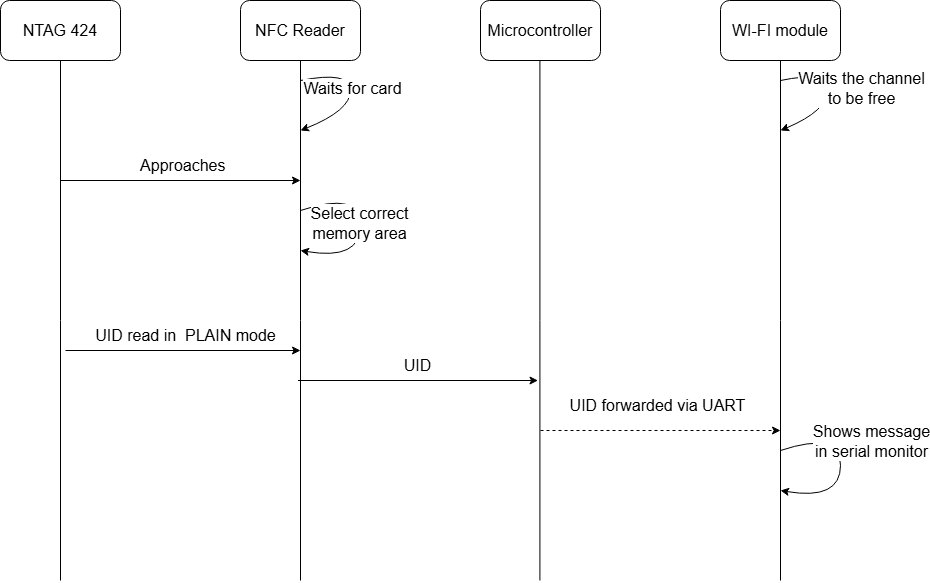 NTAG 424
NFC Reader
Microcontroller
WI-FI module
Waits for card
Waits the channel
to be free
Approaches
Select correct
memory area
UID read in  PLAIN mode
UID
UID forwarded via UART
Shows message
in serial monitor